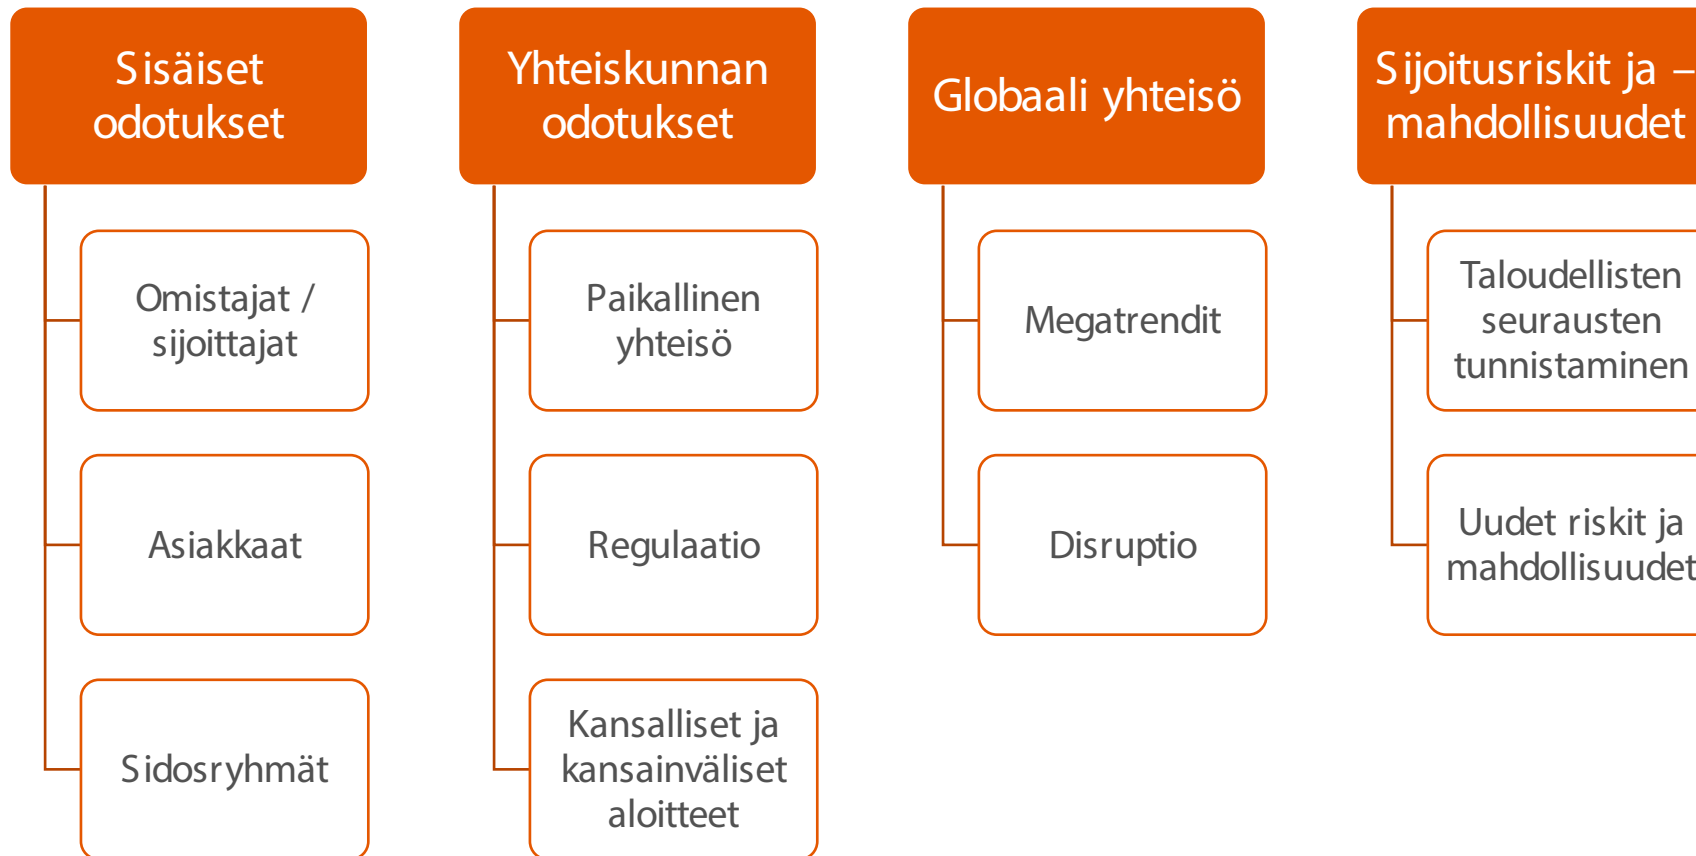 Sisäiset
odotukset
Omistajat /
sijoittajat
Asiakkaat
Sidosryhmät
Yhteiskunnan
odotukset
Paikallinen
yhteisö
Regulaatio
Kansalliset ja
kansainväliset
aloitteet
Globaali yhteisö
Megatrendit
Disruptio
Sijoitusriskit ja –
mahdollisuudet
Taloudellisten
seurausten
tunnistaminen
Uudet riskit ja
mahdollisuudet